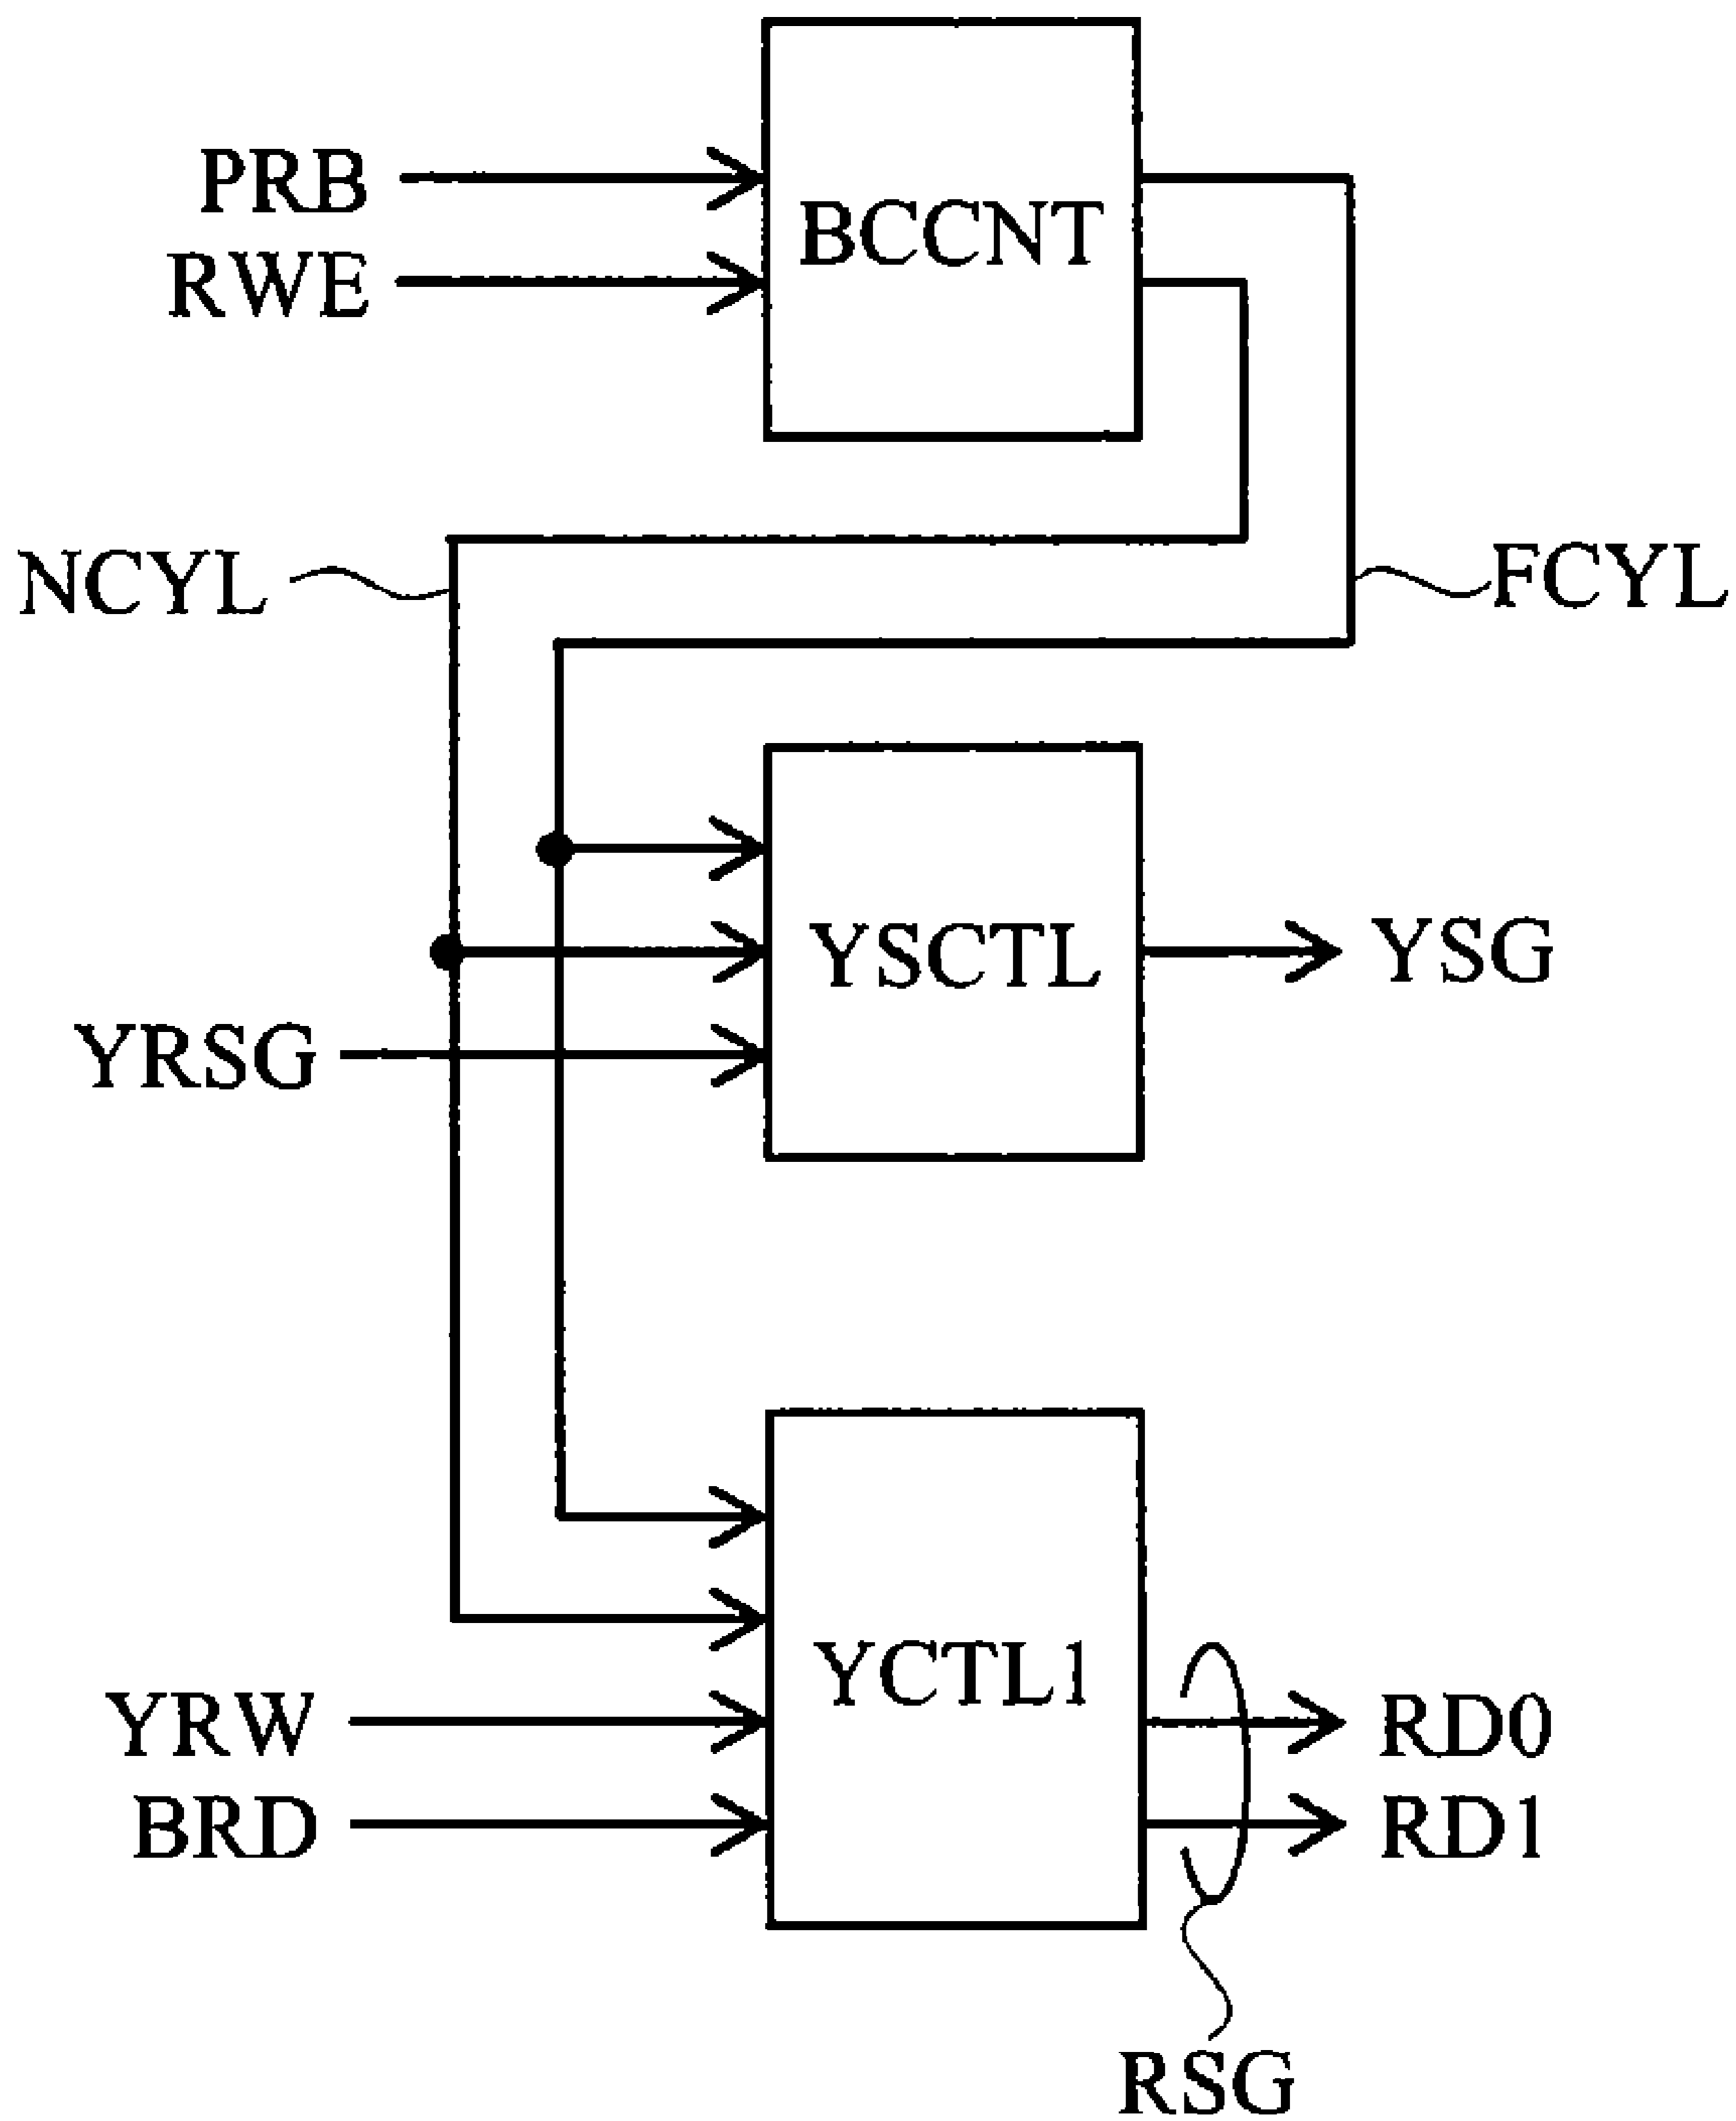 PRB
RWE
BCCNT
NCYL
FCYL
YSCTL
YSG
YRSG
YCTL1
YRW
BRD
RD0
RD1
RSG